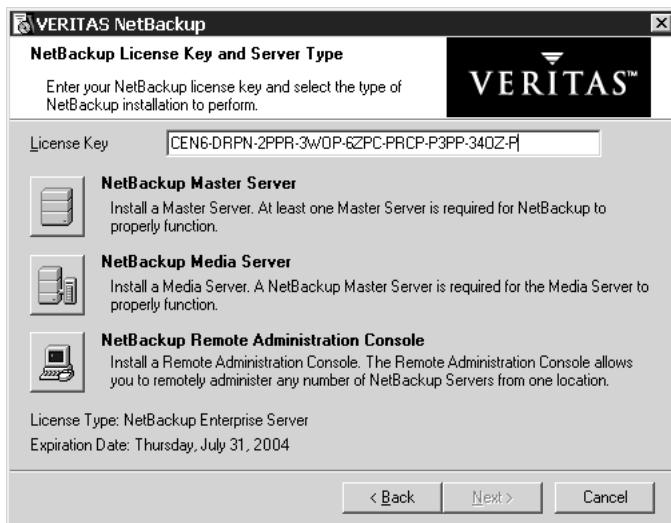 VERITAS NetBackup
NetBackup License Key and Server Type
Enter your NetBackup license key and select the type of
NetBackup installation to perform.
VERITAS™
License Key
CEN6-DRPN-2PPR-3WOP-6ZPC-PRCP-P3PP-340Z-P
NetBackup Master Server
Install a Master Server. At least one Master Server is required for NetBackup to
properly function.
NetBackup Media Server
Install a Media Server. A NetBackup Master Server is required for the Media Server to
properly function.
NetBackup Remote Administration Console
Install a Remote Administration Console. The Remote Administration Console allows
you to remotely administer any number of NetBackup Servers from one location.
License Type: NetBackup Enterprise Server
Expiration Date: Thursday, July 31, 2004
< Back
Next >
Cancel